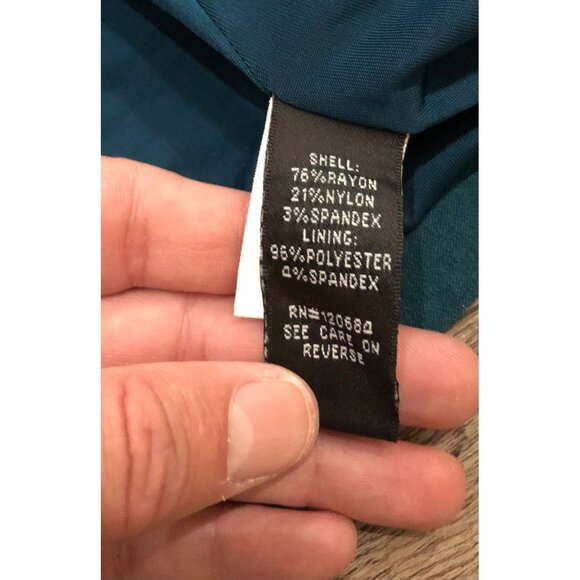 SHELL:
76%RAYON
21%NYLON
3%SPANDEX
LINING:
96%POLYESTER
4%SPANDEX
RN#120684
SEE CARE ON
REVERSE